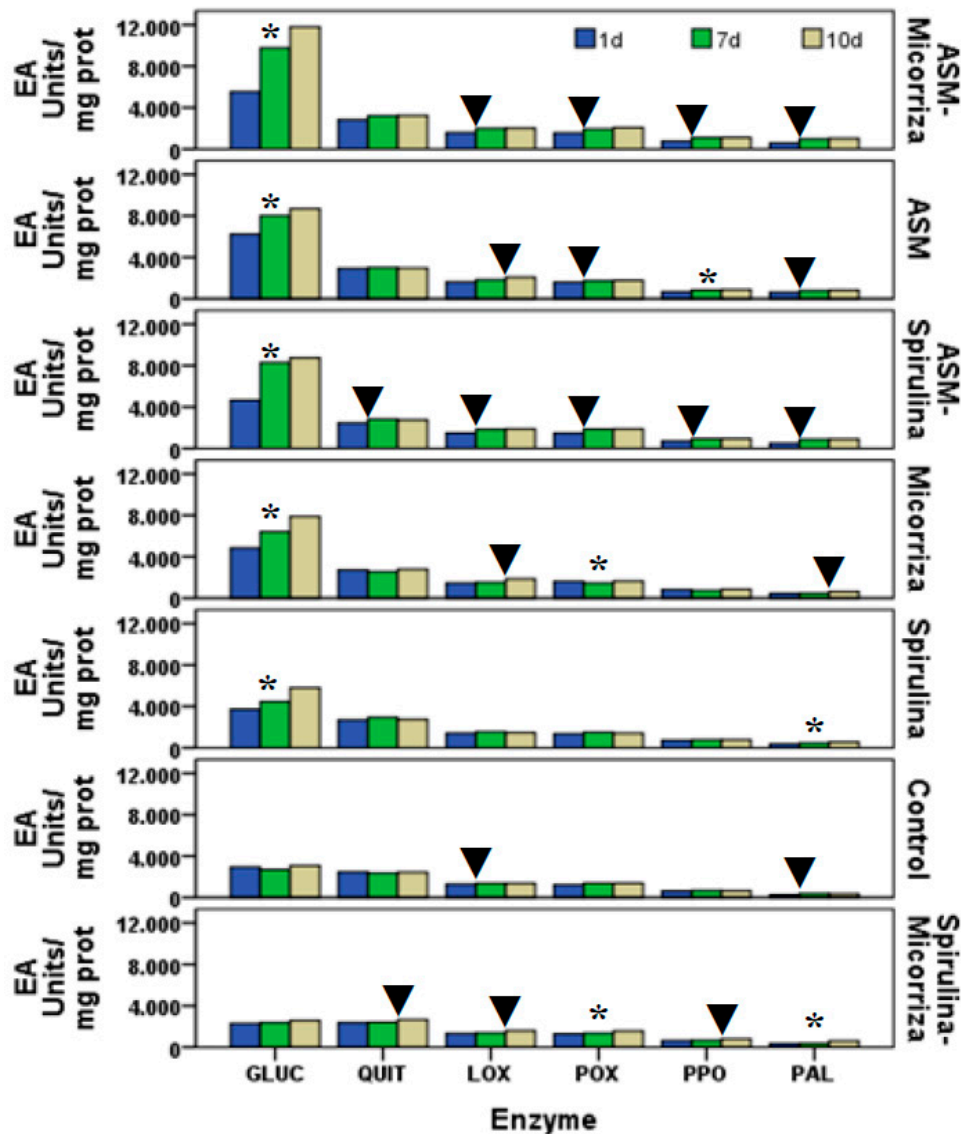 12.000
8.000
4.000
0
EA
Units/
mg prot
*
1d
7d
10d
ASM-
Micorriza
12.000
8.000
4.000
0
EA
Units/
mg prot
*
*
ASM
12.000
8.000
4.000
0
EA
Units/
mg prot
*
ASM-
Spirulina
12.000
8.000
4.000
0
EA
Units/
mg prot
*
*
Micorriza
12.000
8.000
4.000
0
EA
Units/
mg prot
*
*
Spirulina
12.000
8.000
4.000
0
EA
Units/
mg prot
Control
12.000
8.000
4.000
0
EA
Units/
mg prot
*
*
Spirulina-
Micorriza
GLUC QUIT LOX POX PPO PAL
Enzyme